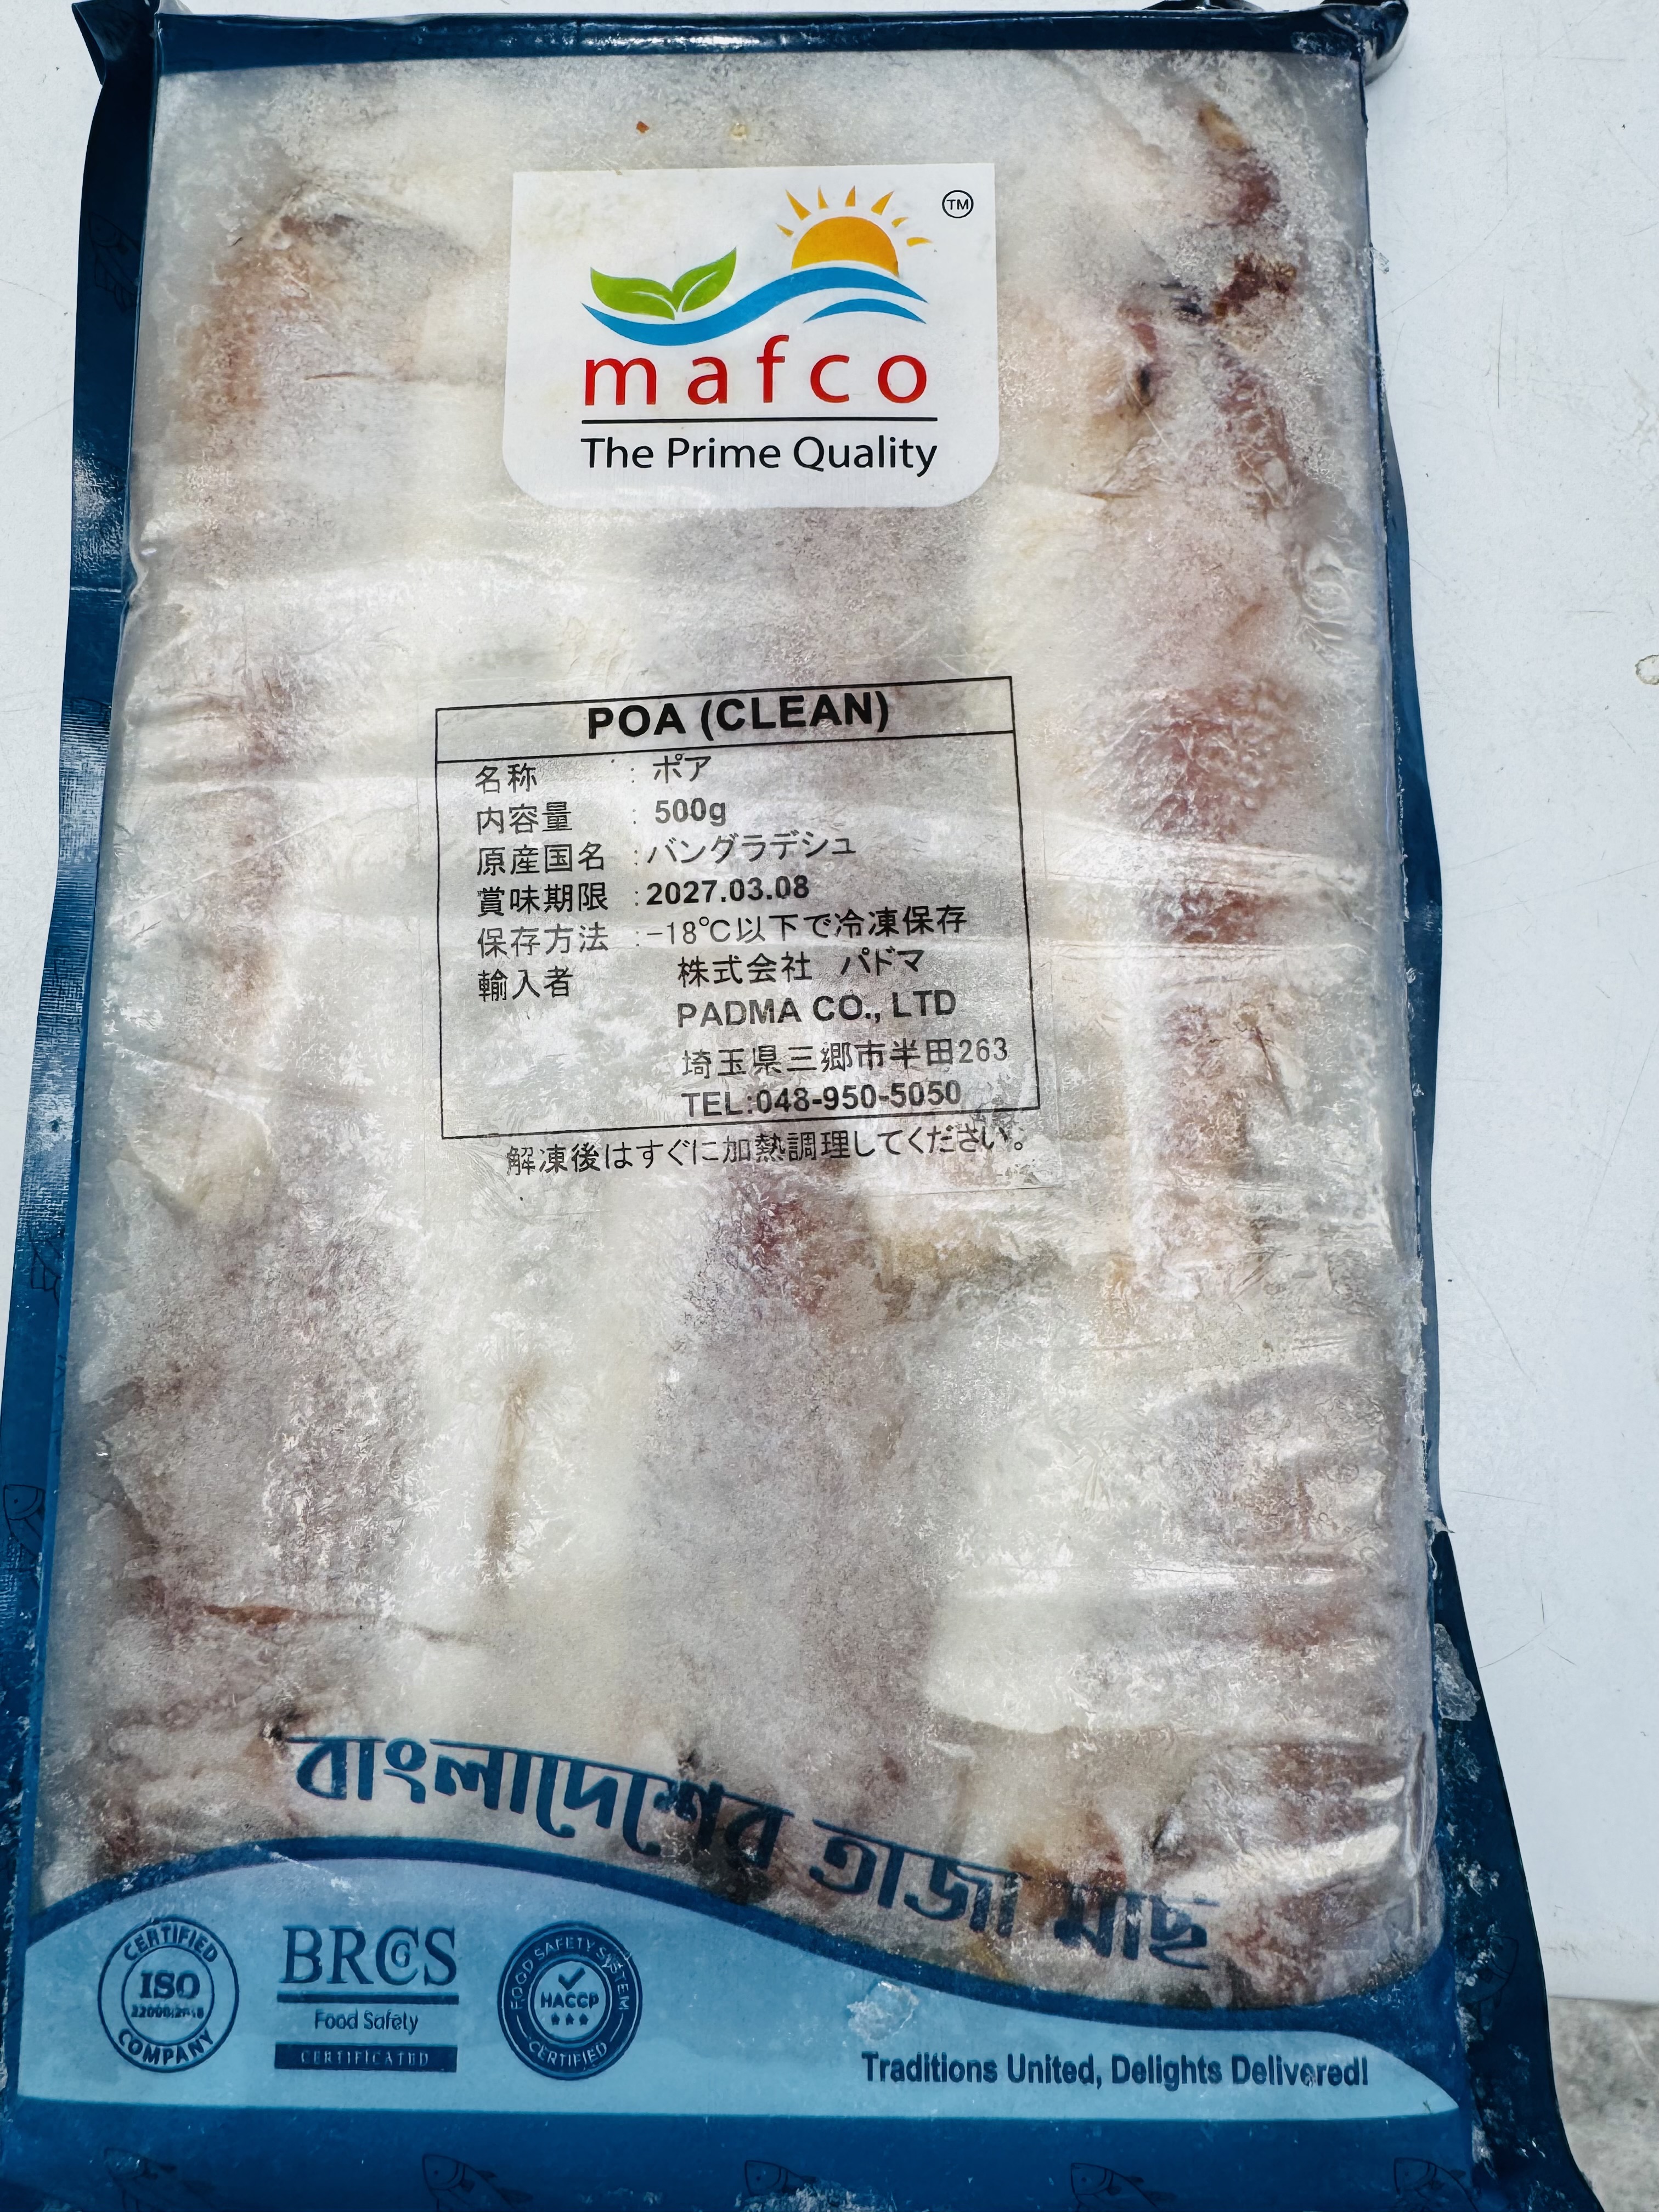 TM
mafco
The Prime Quality
POA (CLEAN)
名称 : ポア
内容量 : 500g
原産国名 : バングラデシュ
賞味期限 : 2027.03.08
保存方法 : -18℃以下で冷凍保存
輸入者 株式会社 パドマ
PADMA CO., LTD
埼玉県三郷市半田263
TEL:048-950-5050
解凍後はすぐに加熱調理してください。
বাংলাদেশের তাজা মাছ
CERTIFIED
ISO
22000:2018
COMPANY
BRCGS
Food Safety
CERTIFICATED
FOOD SAFETY SYSTEM
HACCP
CERTIFIED
Traditions United, Delights Delivered!